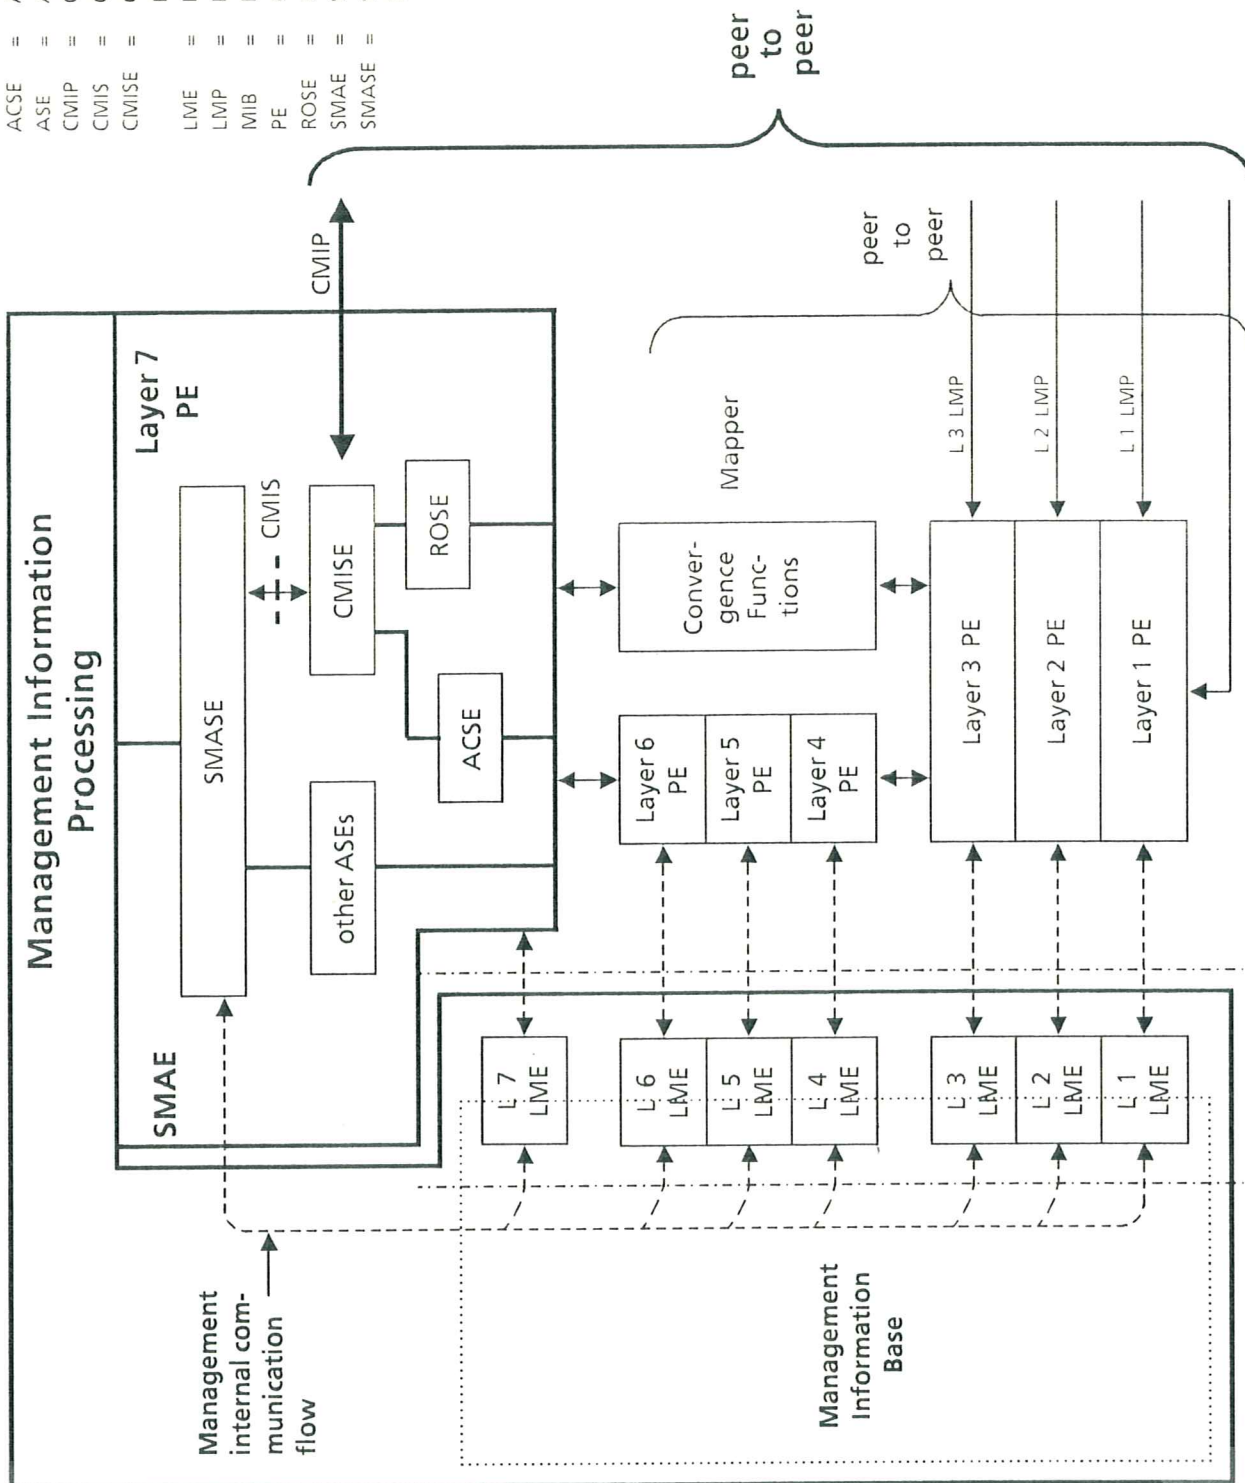 Management Information
Processing
SMAE
Layer 7
PE
SMASE
CMIS
other ASEs
CMISE
ACSE
ROSE
CMIP
Management
internal com-
munication
flow
L 7
LME
L 6
LME
L 5
LME
L 4
LME
L 3
LME
L 2
LME
L 1
LME
Management
Information
Base
Layer 6
PE
Layer 5
PE
Layer 4
PE
Conver-
gence
Func-
tions
Mapper
Layer 3 PE
Layer 2 PE
Layer 1 PE
L 3 LMP
L 2 LMP
L 1 LMP
peer
to
peer
peer
to
peer
ACSE =
ASE =
CMIP =
CMIS =
CMISE =
LME =
LMP =
MIB =
PE =
ROSE =
SMAE =
SMASE =